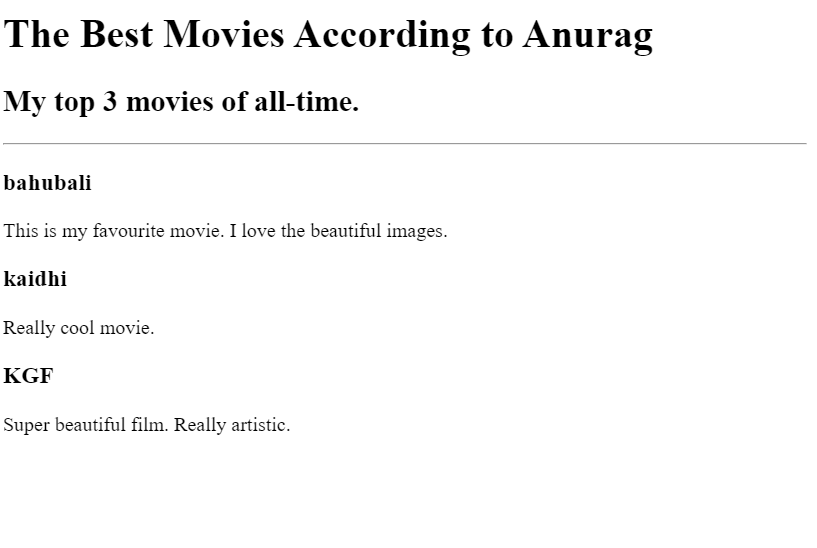 The Best Movies According to Anurag
My top 3 movies of all-time.
bahubali
This is my favourite movie. I love the beautiful images.
kaidhi
Really cool movie.
KGF
Super beautiful film. Really artistic.